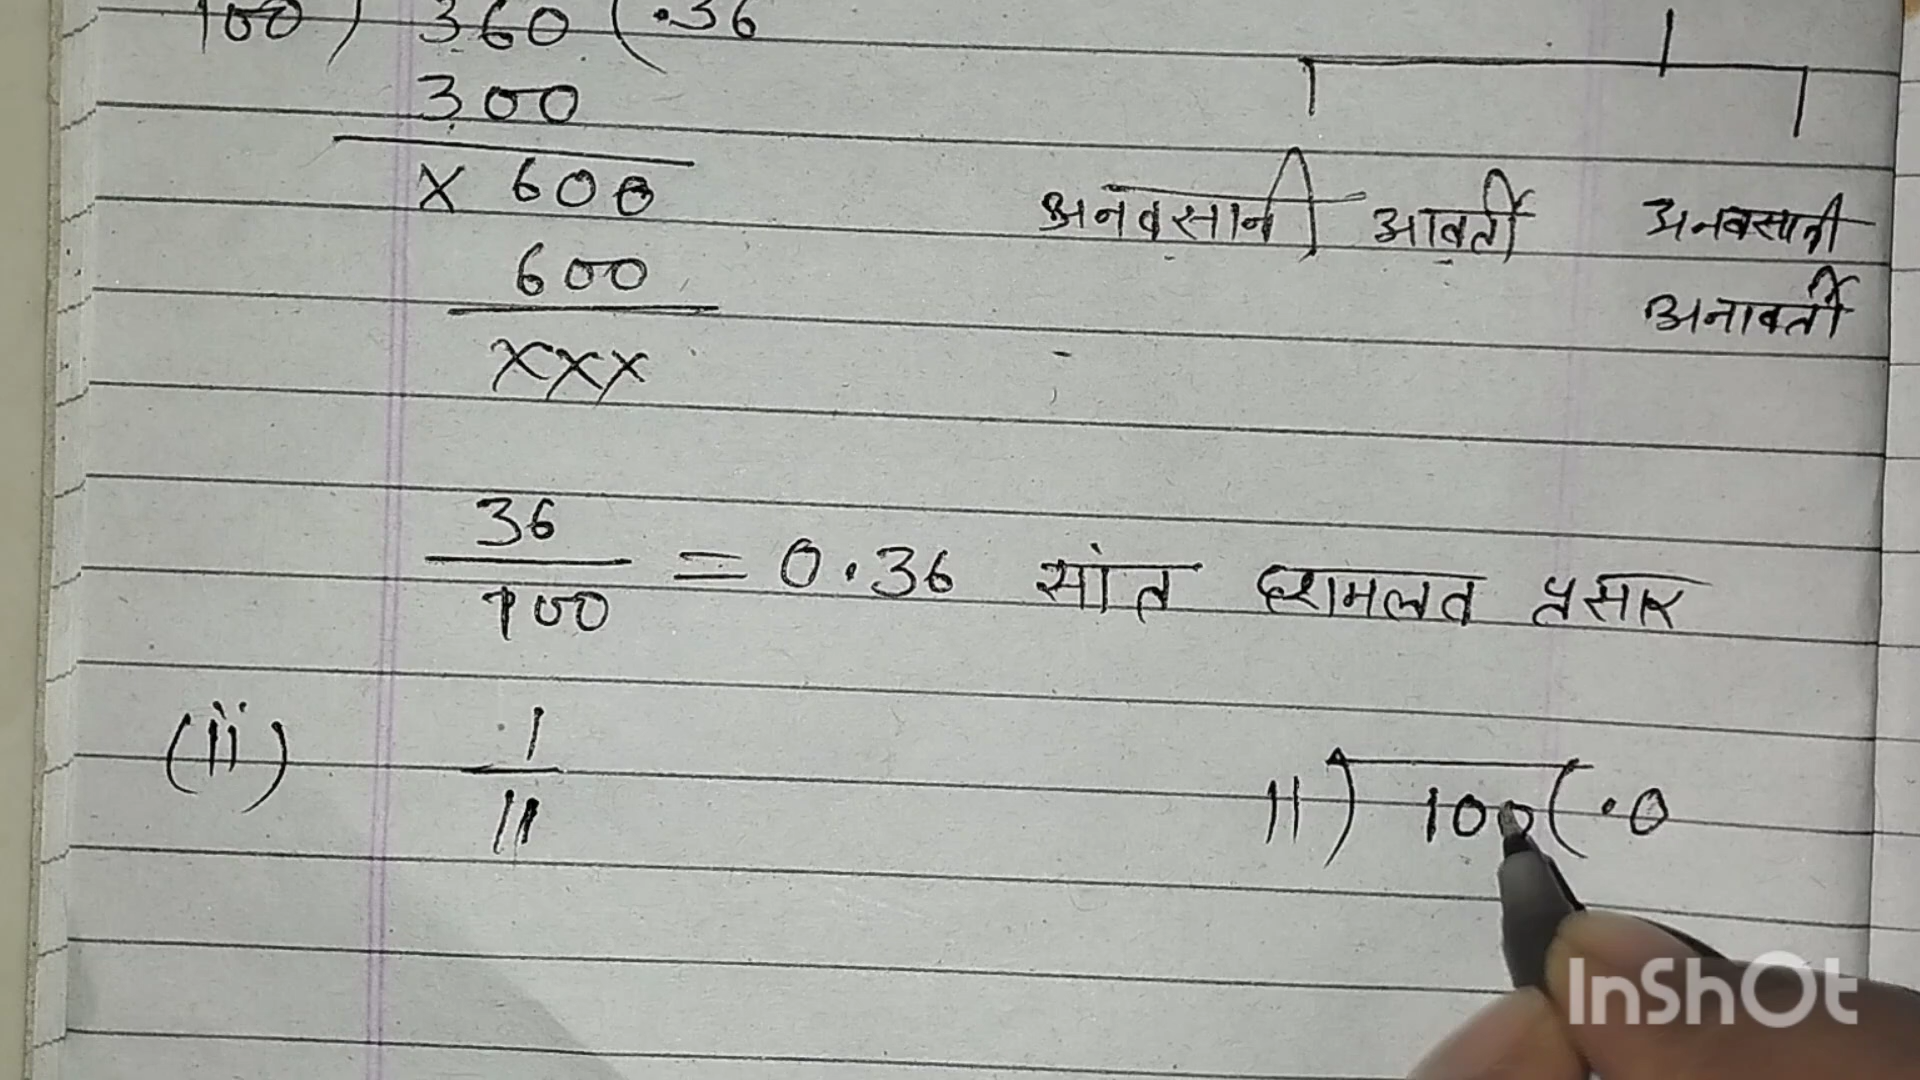 100) 360 (.36
300
x 600
600
xxx
अनवसानी आवर्ती अनवसानी
अनावर्ती
36
100
= 0.36 सांत दशमलव प्रसार
(ii) 1
11
11) 100 (.0
InShOt